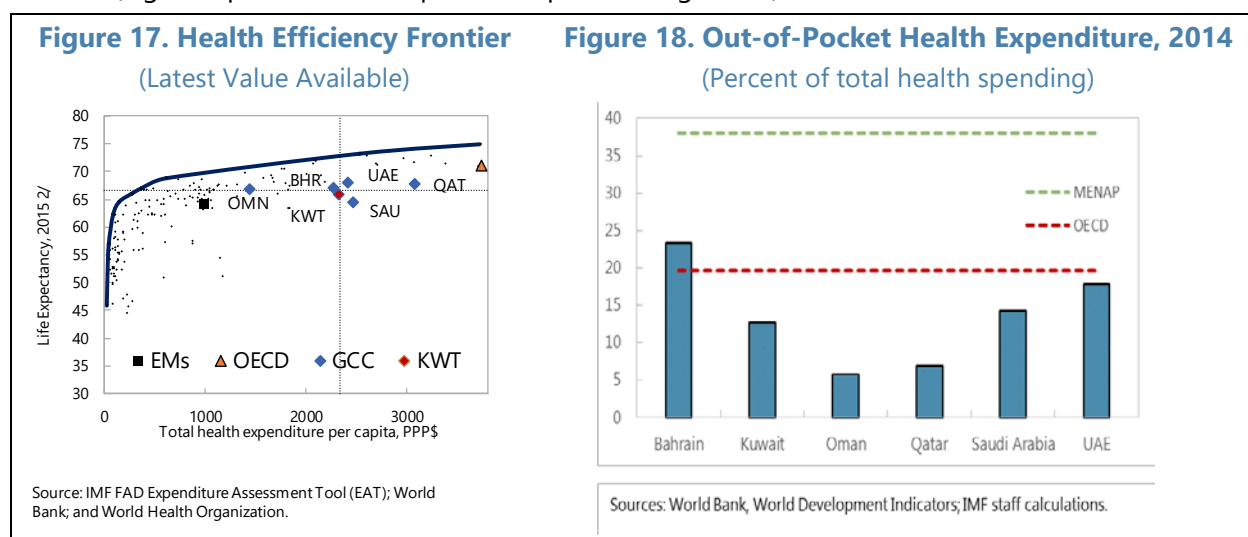 Figure 17. Health Efficiency Frontier
(Latest Value Available)
80
75
70
65
60
55
50
45
40
35
30
Life Expectancy, 2015 2/
BHR
UAE
OMN
QAT
KWT
SAU
EMs
OECD
GCC
KWT
0
1000
2000
3000
Total health expenditure per capita, PPP$
Source: IMF FAD Expenditure Assessment Tool (EAT); World
Bank; and World Health Organization.
Figure 18. Out-of-Pocket Health Expenditure, 2014
(Percent of total health spending)
40
35
30
25
20
15
10
5
0
MENAP
OECD
Bahrain
Kuwait
Oman
Qatar
Saudi Arabia
UAE
Sources: World Bank, World Development Indicators; IMF staff calculations.